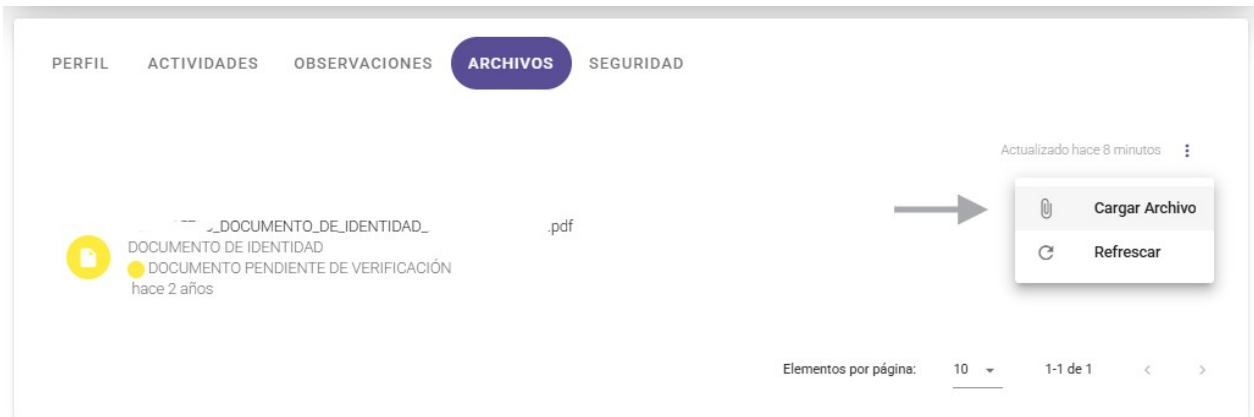 PERFIL ACTIVIDADES OBSERVACIONES ARCHIVOS SEGURIDAD
Actualizado hace 8 minutos
Cargar Archivo
Refrescar
_DOCUMENTO_DE_IDENTIDAD_ .pdf
DOCUMENTO DE IDENTIDAD
DOCUMENTO PENDIENTE DE VERIFICACIÓN
hace 2 años
Elementos por página: 10 1-1 de 1